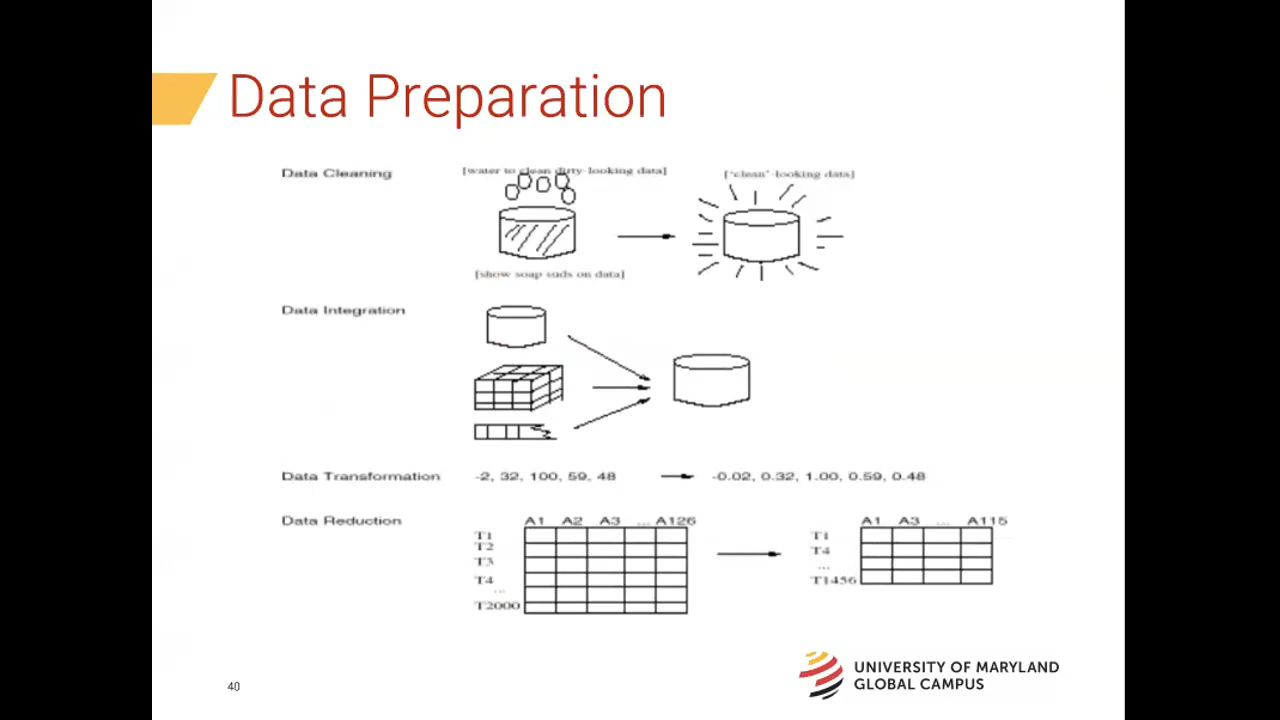 Data Preparation
Data Cleaning
[water to clean dirty-looking data]
['clean'-looking data]
[show soap suds on data]
Data Integration
Data Transformation
-2, 32, 100, 59, 48
-0.02, 0.32, 1.00, 0.59, 0.48
Data Reduction
A1 A2 A3 ... A126
T1
T2
T3
T4
...
T2000
A1 A3 ... A115
T1
T4
...
T1456
40
UNIVERSITY OF MARYLAND
GLOBAL CAMPUS